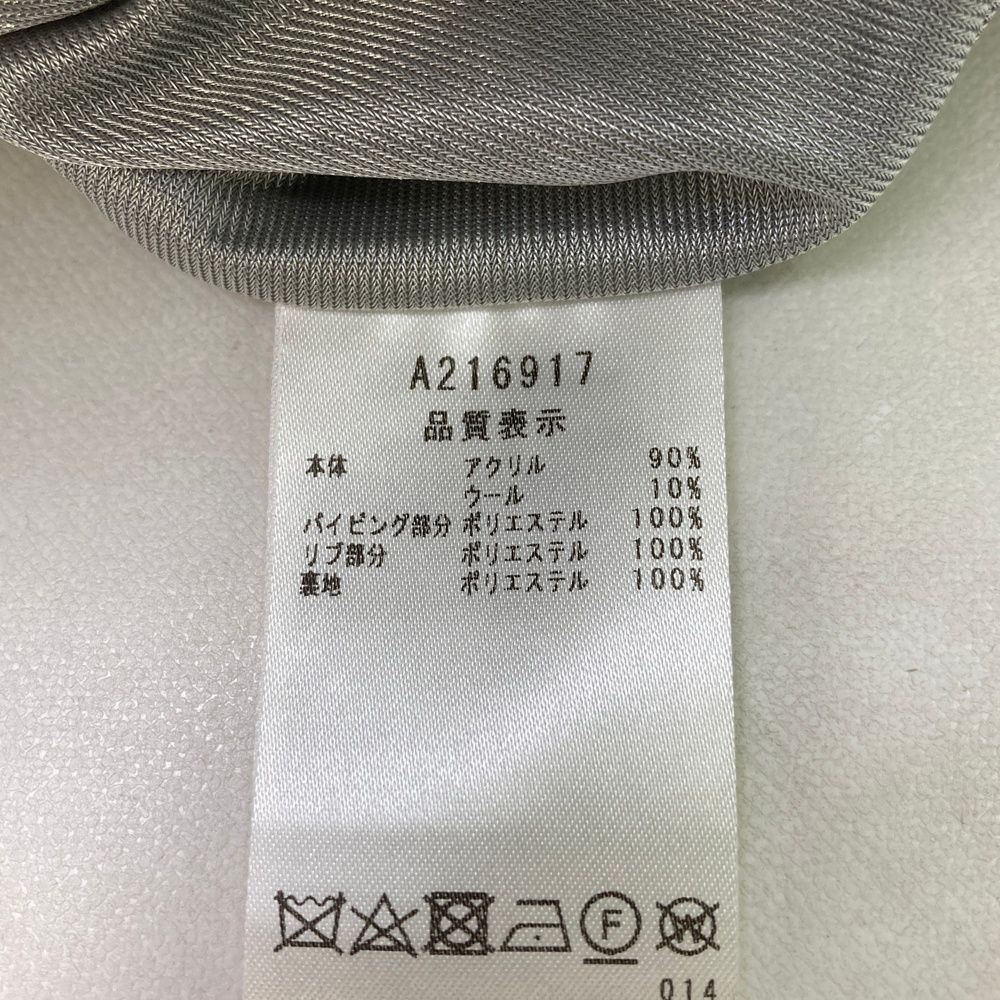 A216917
品質表示
本体 アクリル 90%
ウール 10%
パイピング部分 ポリエステル 100%
リブ部分 ポリエステル 100%
裏地 ポリエステル 100%
F W
014